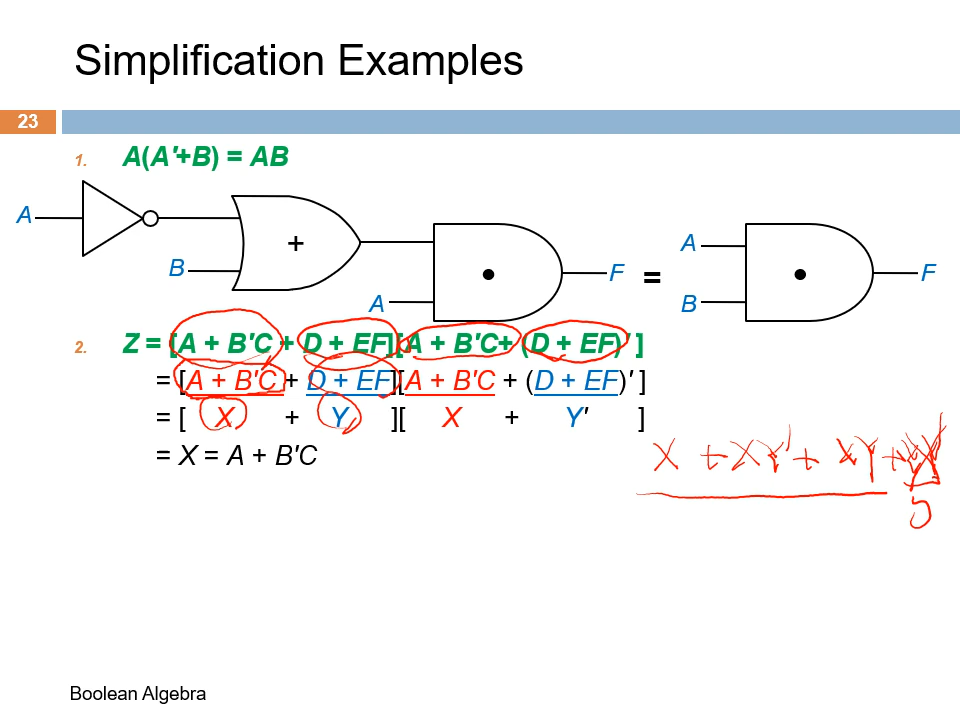 Simplification Examples
23
1. A(A'+B) = AB
A
B
+
A
•
F
=
A
B
•
F
2. Z = [A + B'C + D + EF][A + B'C+ (D + EF)' ]
= [A + B'C + D + EF][A + B'C + (D + EF)' ]
= [ X + Y ][ X + Y' ]
= X = A + B'C
X + XY' + XY +
Boolean Algebra